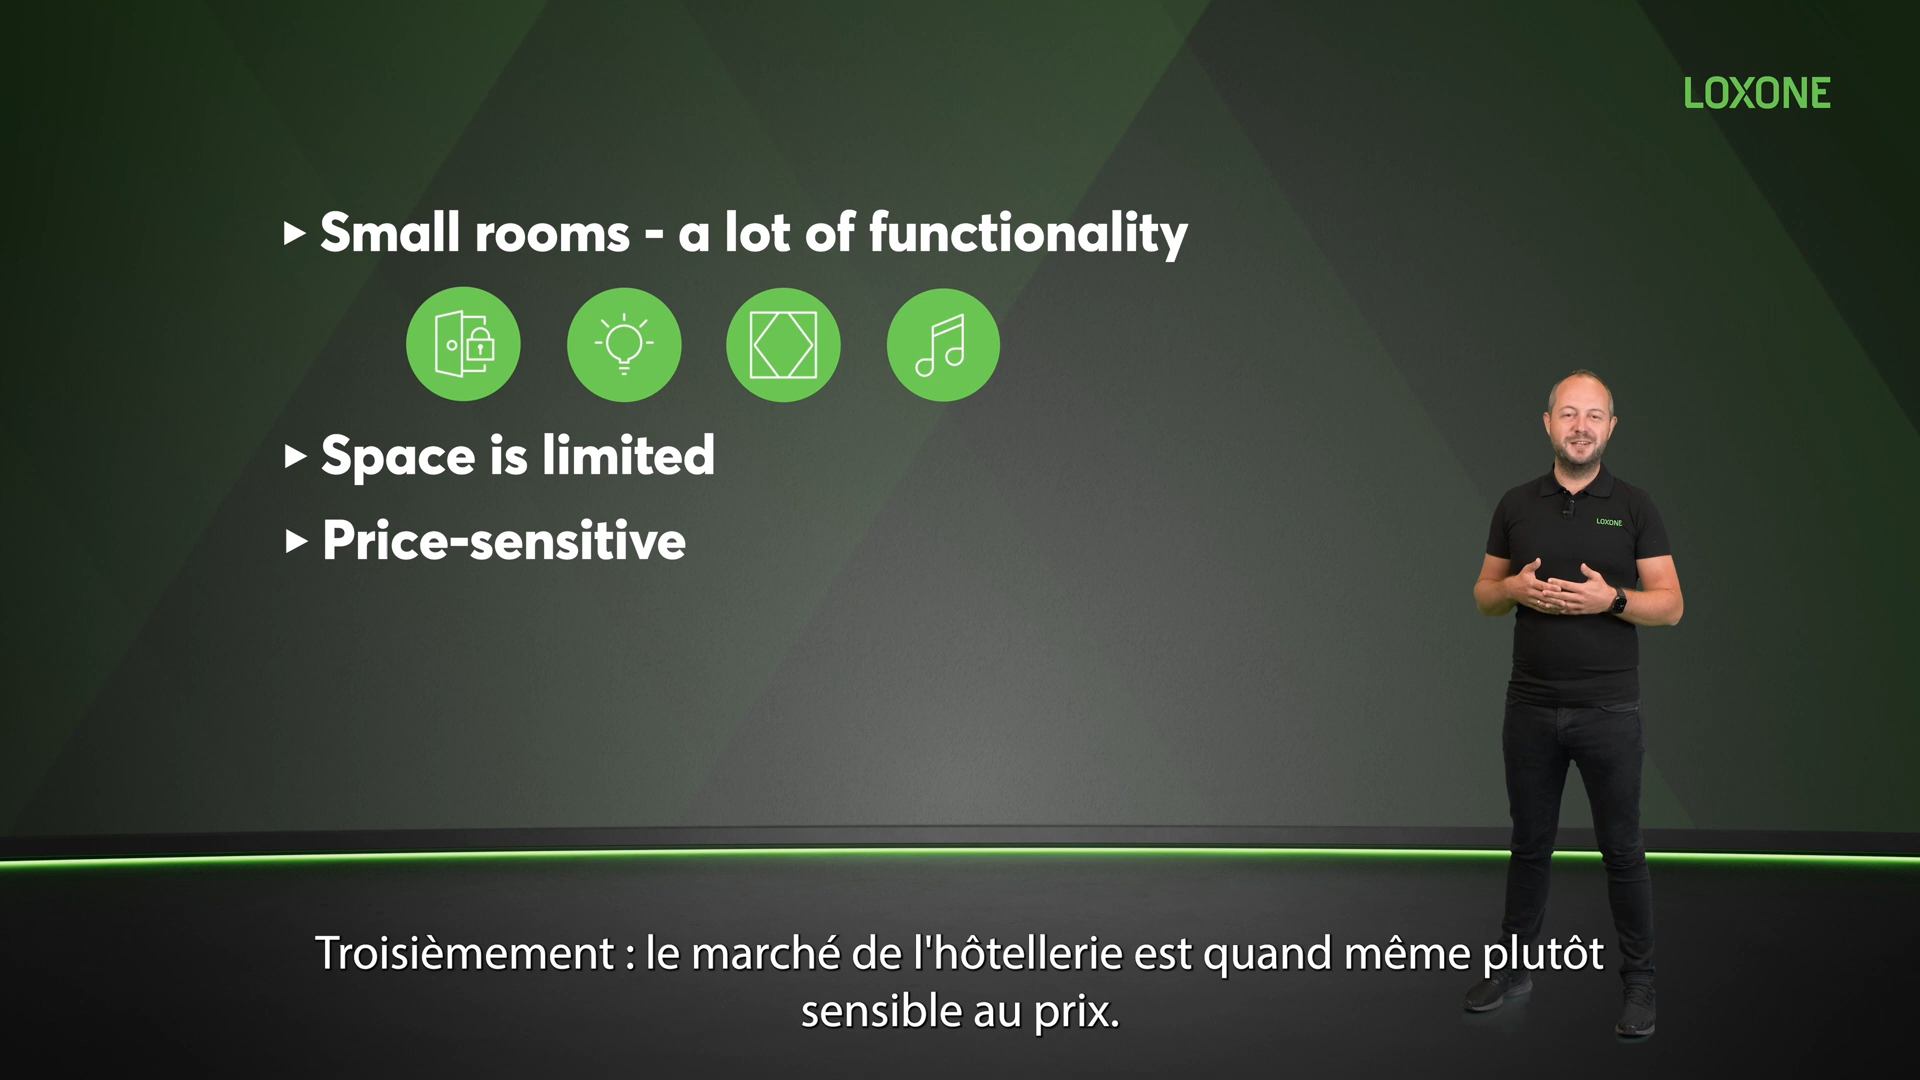 LOXONE
▸ Small rooms - a lot of functionality
▸ Space is limited
▸ Price-sensitive
LOXONE
Troisièmement : le marché de l'hôtellerie est quand même plutôt
sensible au prix.